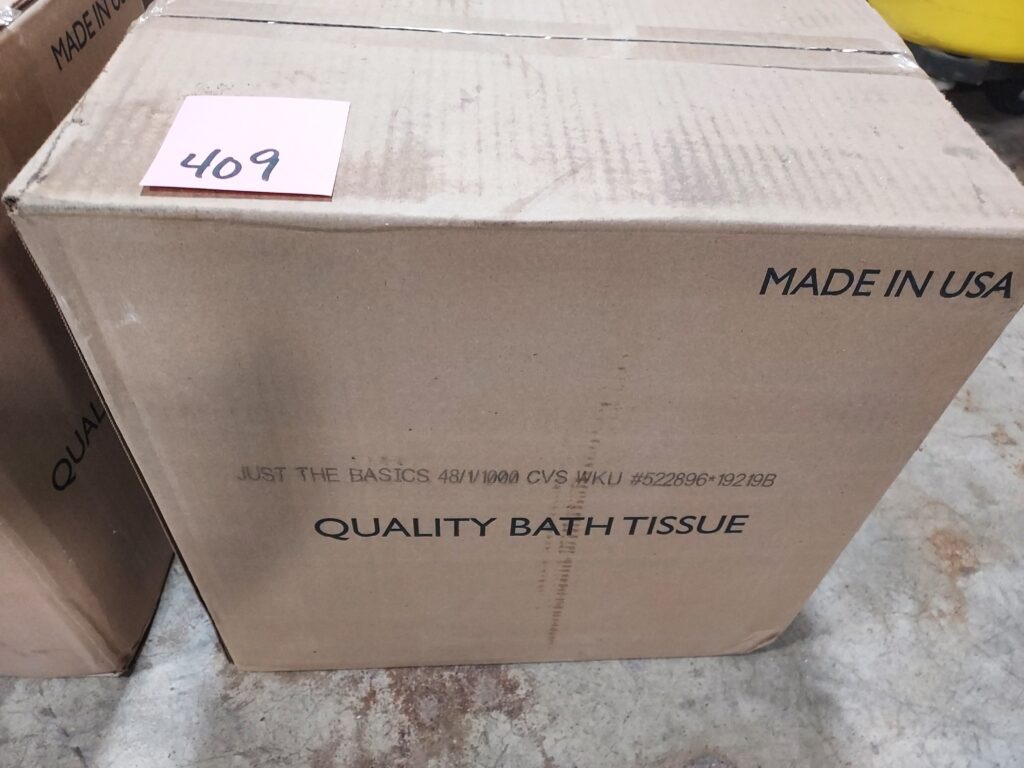 MADE IN U
409
MADE IN USA
QUAL
JUST THE BASICS 48/1/1000 CVS WKU #522896*19219B
QUALITY BATH TISSUE